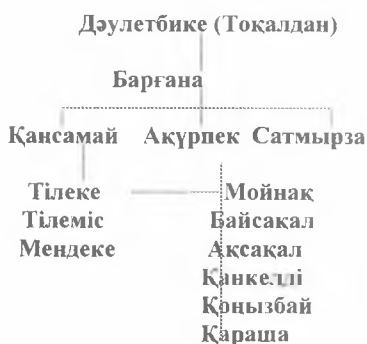 Дәулетбике (Тоқалдан)
Барғана
Қансамай Ақүрпек Сатмырза
Тілеке Мойнақ
Тілеміс Байсақал
Мендеке Ақсақал
Қанкелді
Қоңызбай
Қараша